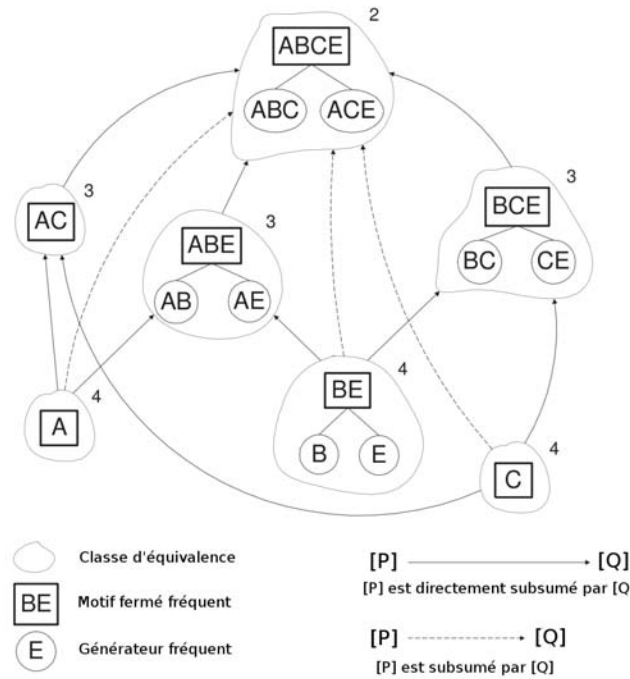 2
ABCE
ABC ACE
3
AC
3
ABE
AB AE
3
BCE
BC CE
4
A
4
BE
B E
4
C
Classe d'équivalence
BE Motif fermé fréquent
E Générateur fréquent
[P] [Q]
[P] est directement subsumé par [Q
[P] [Q]
[P] est subsumé par [Q]